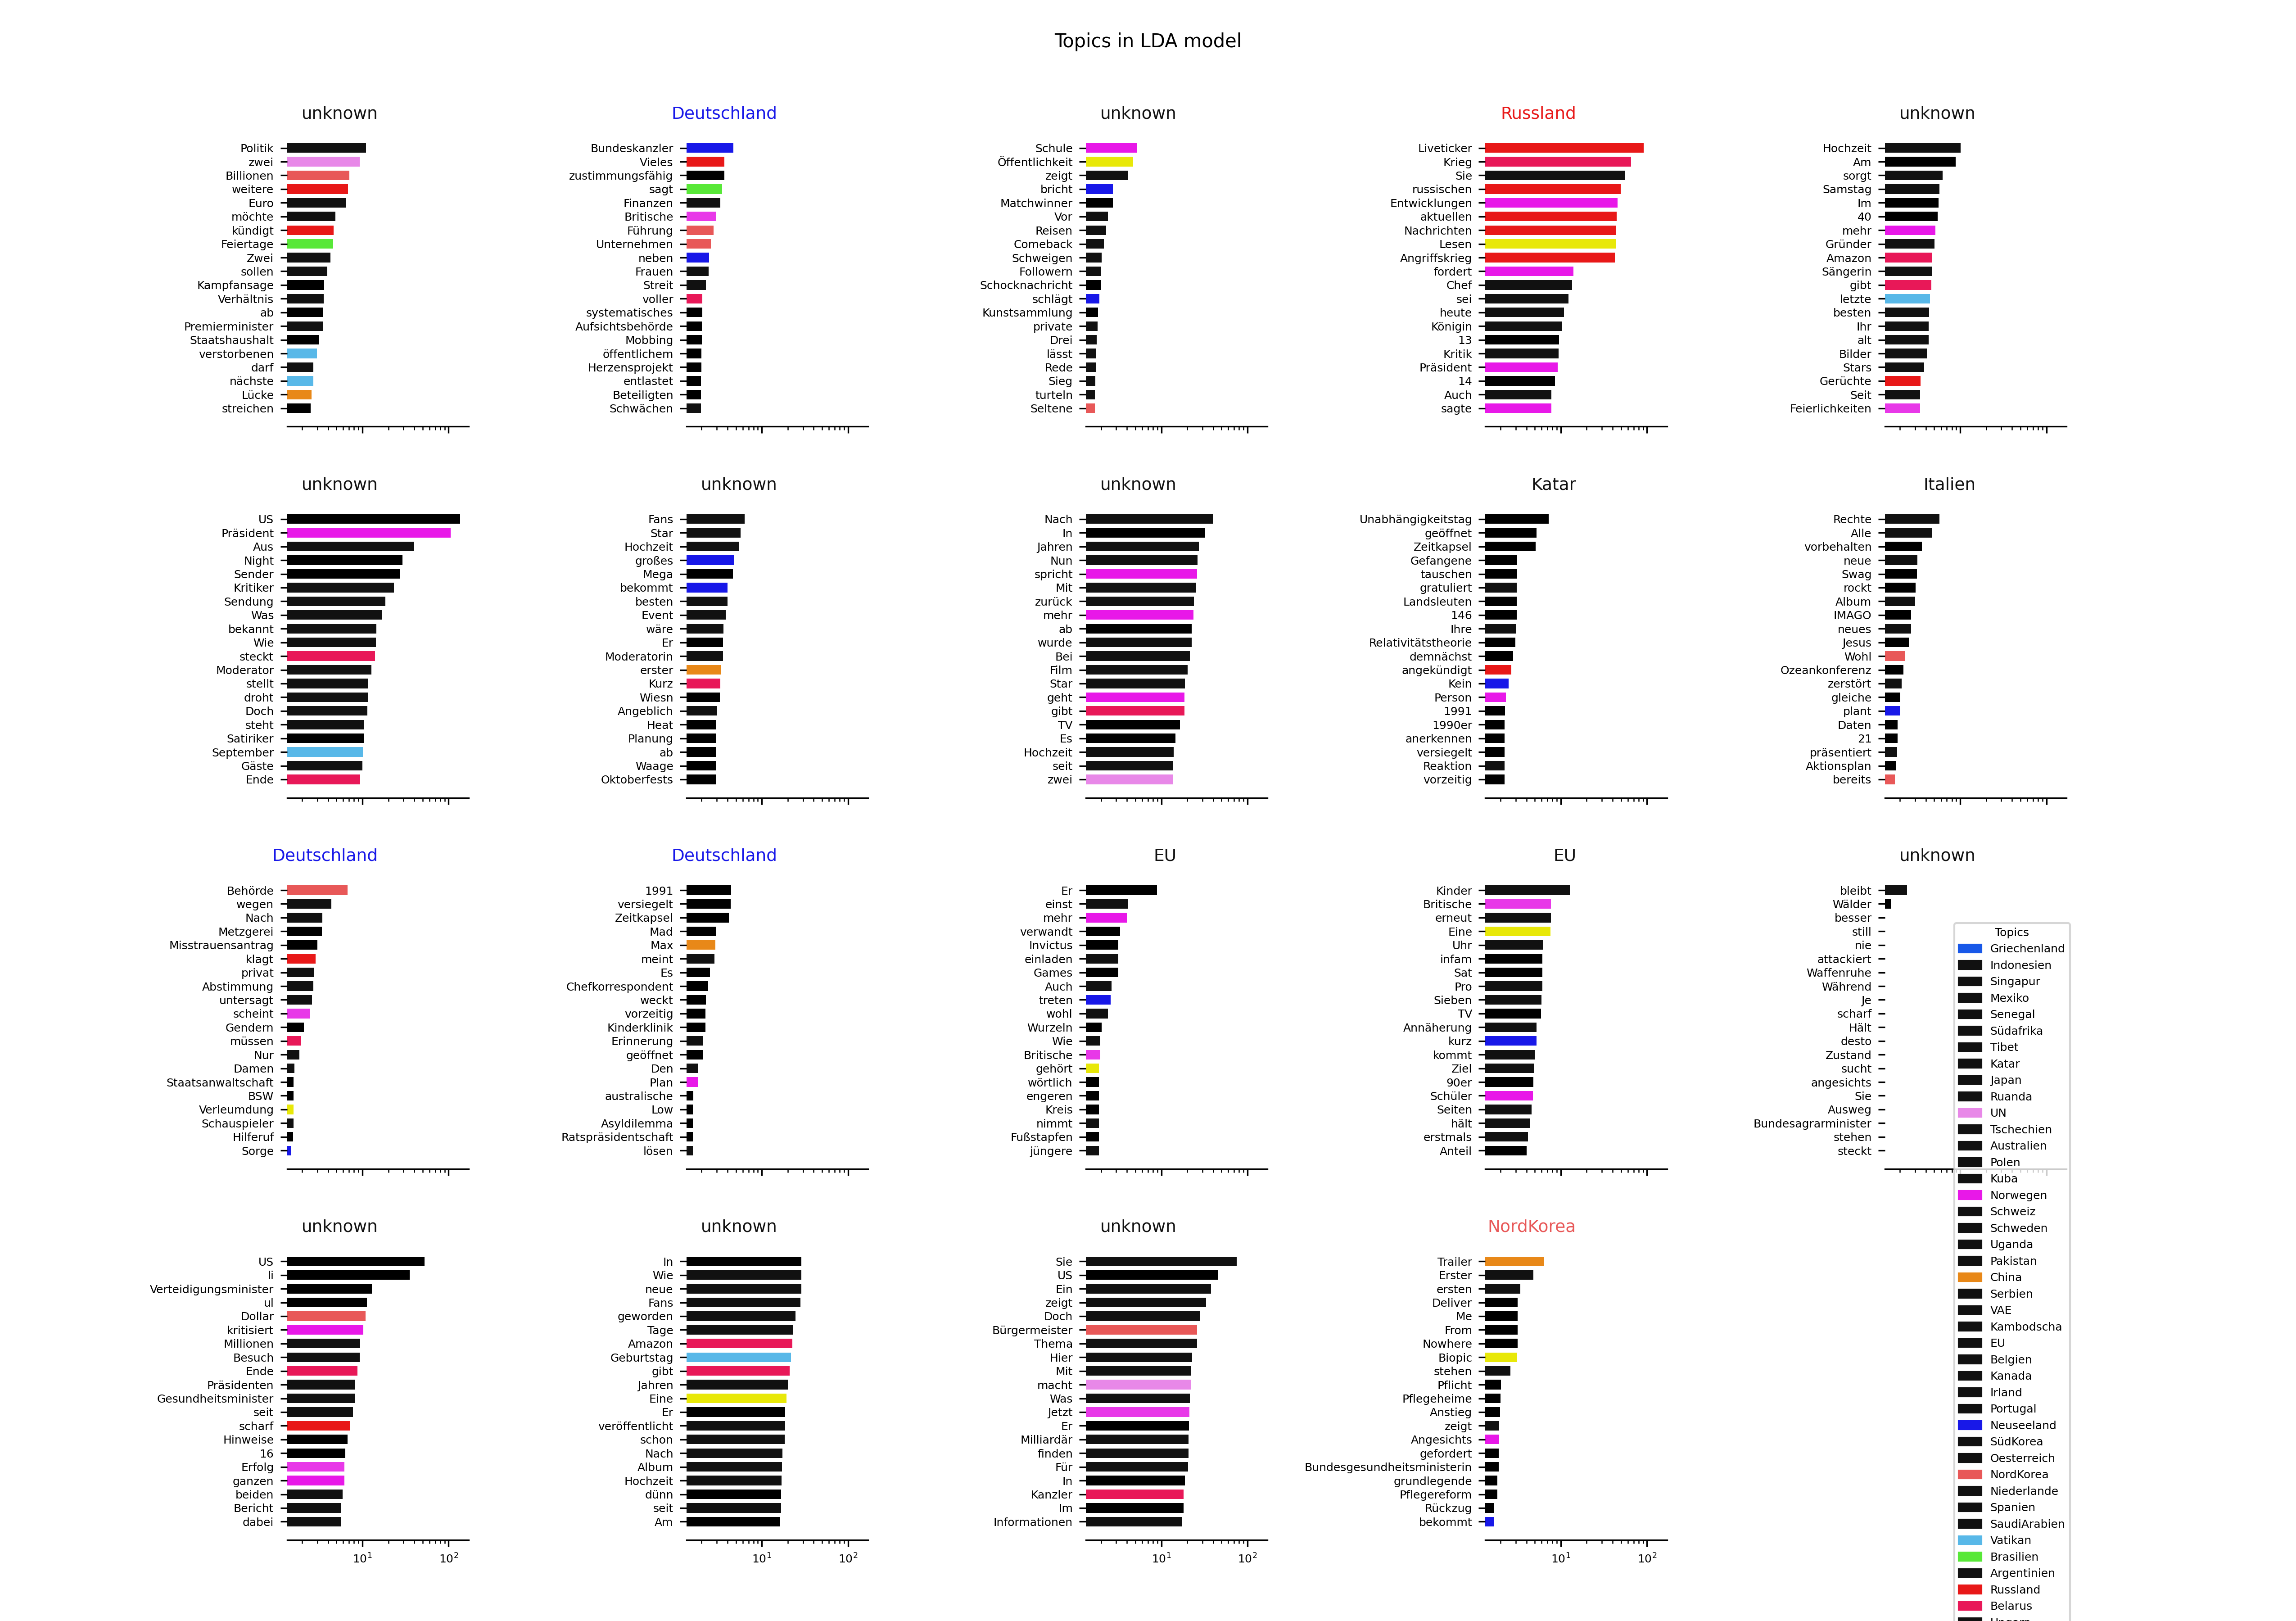 Topics in LDA model
unknown
Politik
zwei
Billionen
weitere
Euro
möchte
kündigt
Feiertage
Zwei
sollen
Kampfansage
Verhältnis
ab
Premierminister
Staatshaushalt
verstorbenen
darf
nächste
Lücke
streichen
Deutschland
Bundeskanzler
Vieles
zustimmungsfähig
sagt
Finanzen
Britische
Führung
Unternehmen
neben
Frauen
Streit
voller
systematisches
Aufsichtsbehörde
Mobbing
öffentlichem
Herzensprojekt
entlastet
Beteiligten
Schwächen
unknown
Schule
Öffentlichkeit
zeigt
bricht
Matchwinner
Vor
Reisen
Comeback
Schweigen
Followern
Schocknachricht
schlägt
Kunstsammlung
private
Drei
lässt
Rede
Sieg
turteln
Seltene
Russland
Liveticker
Krieg
Sie
russischen
Entwicklungen
aktuellen
Nachrichten
Lesen
Angriffskrieg
fordert
Chef
sei
heute
Königin
13
Kritik
Präsident
14
Auch
sagte
unknown
Hochzeit
Am
sorgt
Samstag
Im
40
mehr
Gründer
Amazon
Sängerin
gibt
letzte
besten
Ihr
alt
Bilder
Stars
Gerüchte
Seit
Feierlichkeiten
unknown
US
Präsident
Aus
Night
Sender
Kritiker
Sendung
Was
bekannt
Wie
steckt
Moderator
stellt
droht
Doch
steht
Satiriker
September
Gäste
Ende
unknown
Fans
Star
Hochzeit
großes
Mega
bekommt
besten
Event
wäre
Er
Moderatorin
erster
Kurz
Wiesn
Angeblich
Heat
Planung
ab
Waage
Oktoberfests
unknown
Nach
In
Jahren
Nun
spricht
Mit
zurück
mehr
ab
wurde
Bei
Film
Star
geht
gibt
TV
Es
Hochzeit
seit
zwei
Katar
Unabhängigkeitstag
geöffnet
Zeitkapsel
Gefangene
tauschen
gratuliert
Landsleuten
146
Ihre
Relativitätstheorie
demnächst
angekündigt
Kein
Person
1991
1990er
anerkennen
versiegelt
Reaktion
vorzeitig
Italien
Rechte
Alle
vorbehalten
neue
Swag
rockt
Album
IMAGO
neues
Jesus
Wohl
Ozeankonferenz
zerstört
gleiche
plant
Daten
21
präsentiert
Aktionsplan
bereits
Deutschland
Behörde
wegen
Nach
Metzgerei
Misstrauensantrag
klagt
privat
Abstimmung
untersagt
scheint
Gendern
müssen
Nur
Damen
Staatsanwaltschaft
BSW
Verleumdung
Schauspieler
Hilferuf
Sorge
Deutschland
1991
versiegelt
Zeitkapsel
Mad
Max
meint
Es
Chefkorrespondent
weckt
vorzeitig
Kinderklinik
Erinnerung
geöffnet
Den
Plan
australische
Low
Asyldilemma
Ratspräsidentschaft
lösen
EU
Er
einst
mehr
verwandt
Invictus
einladen
Games
Auch
treten
wohl
Wurzeln
Wie
Britische
gehört
wörtlich
engeren
Kreis
nimmt
Fußstapfen
jüngere
EU
Kinder
Britische
erneut
Eine
Uhr
infam
Sat
Pro
Sieben
TV
Annäherung
kurz
kommt
Ziel
90er
Schüler
Seiten
hält
erstmals
Anteil
unknown
bleibt
Wälder
besser
still
nie
attackiert
Waffenruhe
Während
Je
scharf
Hält
desto
Zustand
sucht
angesichts
Sie
Ausweg
Bundesagrarminister
stehen
steckt
unknown
US
li
Verteidigungsminister
ul
Dollar
kritisiert
Millionen
Besuch
Ende
Präsidenten
Gesundheitsminister
seit
scharf
Hinweise
16
Erfolg
ganzen
beiden
Bericht
dabei
10¹ 10²
unknown
In
Wie
neue
Fans
geworden
Tage
Amazon
Geburtstag
gibt
Jahren
Eine
Er
veröffentlicht
schon
Nach
Album
Hochzeit
dünn
seit
Am
10¹ 10²
unknown
Sie
US
Ein
zeigt
Doch
Bürgermeister
Thema
Hier
Mit
macht
Was
Jetzt
Er
Milliardär
finden
Für
In
Kanzler
Im
Informationen
10¹ 10²
NordKorea
Trailer
Erster
ersten
Deliver
Me
From
Nowhere
Biopic
stehen
Pflicht
Pflegeheime
Anstieg
zeigt
Angesichts
gefordert
Bundesgesundheitsministerin
grundlegende
Pflegereform
Rückzug
bekommt
10¹ 10²
Topics
Griechenland
Indonesien
Singapur
Mexiko
Senegal
Südafrika
Tibet
Katar
Japan
Ruanda
UN
Tschechien
Australien
Polen
Kuba
Norwegen
Schweiz
Schweden
Uganda
Pakistan
China
Serbien
VAE
Kambodscha
EU
Belgien
Kanada
Irland
Portugal
Neuseeland
SüdKorea
Oesterreich
NordKorea
Niederlande
Spanien
SaudiArabien
Vatikan
Brasilien
Argentinien
Russland
Belarus